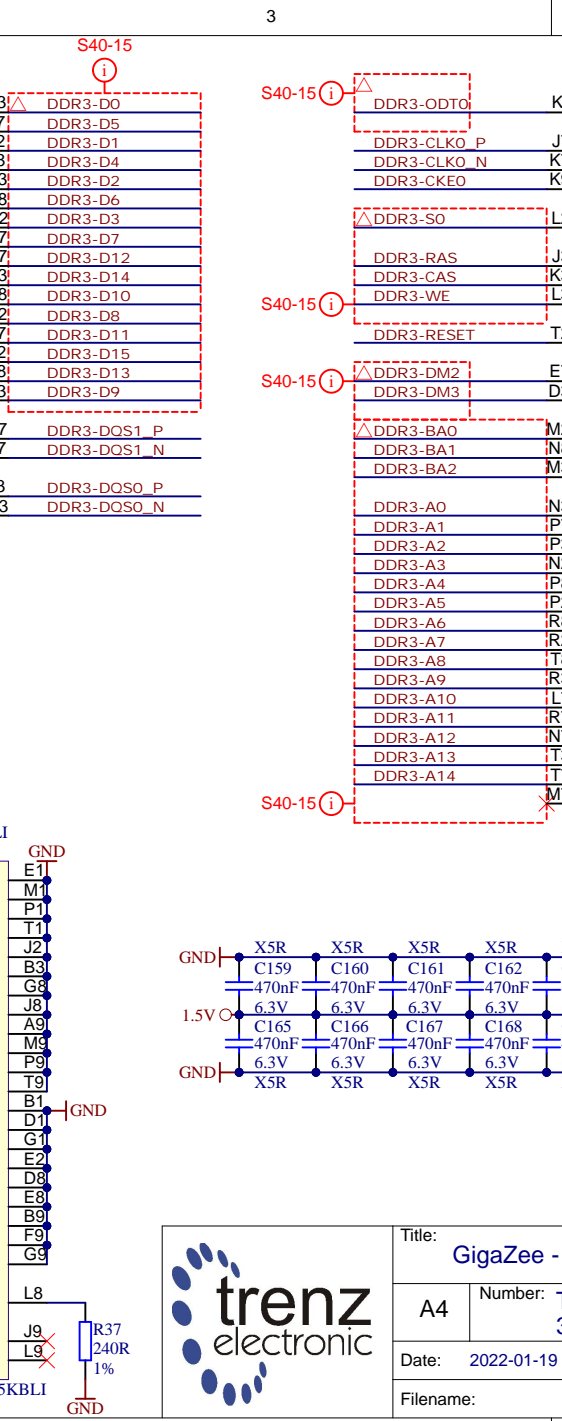 3
S40-15
i
DDR3-D0
DDR3-D5
DDR3-D1
DDR3-D4
DDR3-D2
DDR3-D6
DDR3-D3
DDR3-D7
DDR3-D12
DDR3-D14
DDR3-D10
DDR3-D8
DDR3-D11
DDR3-D15
DDR3-D13
DDR3-D9
DDR3-DQS1_P
DDR3-DQS1_N
DDR3-DQS0_P
DDR3-DQS0_N
S40-15 i
DDR3-ODT0
DDR3-CLK0_P
DDR3-CLK0_N
DDR3-CKE0
DDR3-S0
DDR3-RAS
DDR3-CAS
S40-15 i
DDR3-WE
DDR3-RESET
S40-15 i
DDR3-DM2
DDR3-DM3
DDR3-BA0
DDR3-BA1
DDR3-BA2
DDR3-A0
DDR3-A1
DDR3-A2
DDR3-A3
DDR3-A4
DDR3-A5
DDR3-A6
DDR3-A7
DDR3-A8
DDR3-A9
DDR3-A10
DDR3-A11
DDR3-A12
DDR3-A13
DDR3-A14
S40-15 i
GND
E1
M1
P1
T1
J2
B3
G8
J8
A9
M9
P9
T9
B1 GND
D1
G1
E2
D8
E8
B9
F9
G9
L8
J9
L9
R37
240R
1%
GND
5KBLI
GND X5R X5R X5R X5R
C159 C160 C161 C162
470nF 470nF 470nF 470nF
1.5V 6.3V 6.3V 6.3V 6.3V
C165 C166 C167 C168
470nF 470nF 470nF 470nF
6.3V 6.3V 6.3V 6.3V
GND X5R X5R X5R X5R
trenz
electronic
Title:
GigaZee -
A4 Number:
Date: 2022-01-19
Filename: